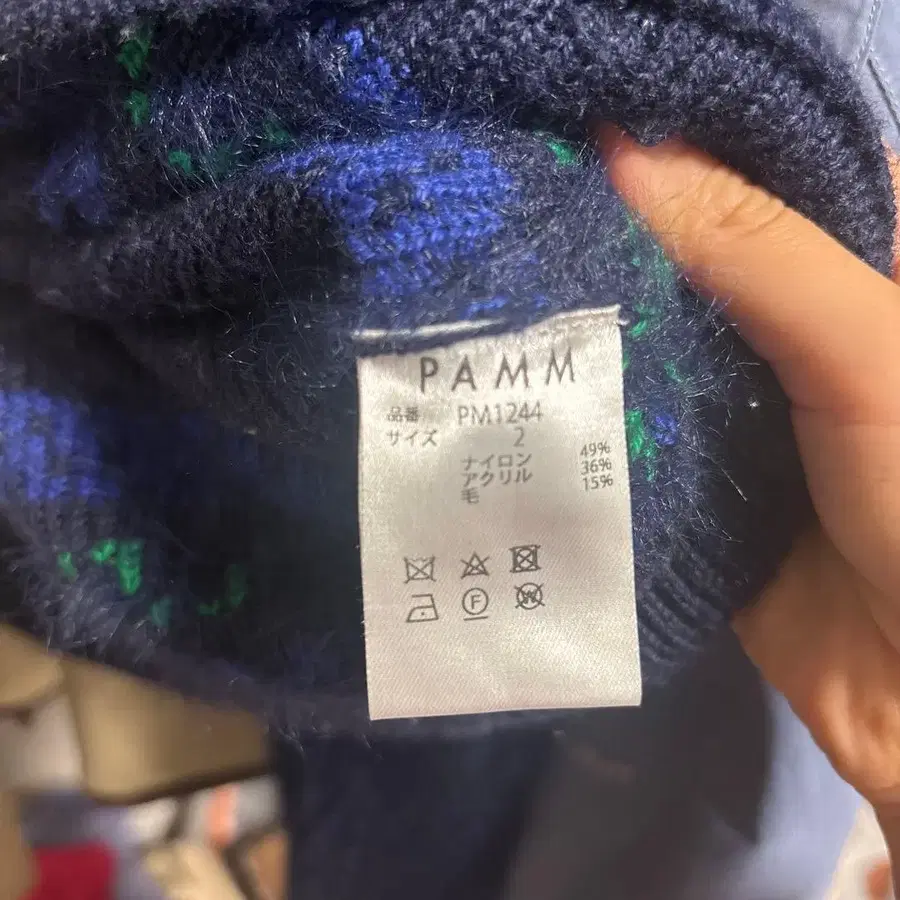 PAMM
品番 PM1244
サイズ 2
ナイロン 49%
アクリル 36%
毛 15%
F
W